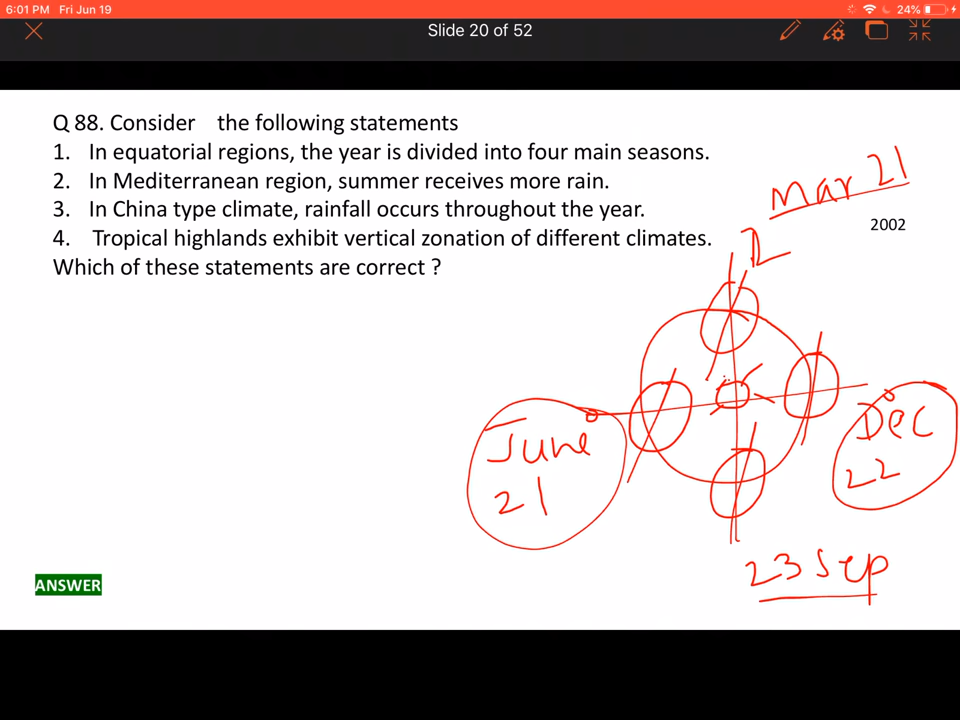 6:01 PM Fri Jun 19
24%
Slide 20 of 52
Q 88. Consider the following statements
1. In equatorial regions, the year is divided into four main seasons.
2. In Mediterranean region, summer receives more rain.
3. In China type climate, rainfall occurs throughout the year.
4. Tropical highlands exhibit vertical zonation of different climates.
Which of these statements are correct ?
Mar 21
2002
June
21
Dec
22
23 Sep
ANSWER